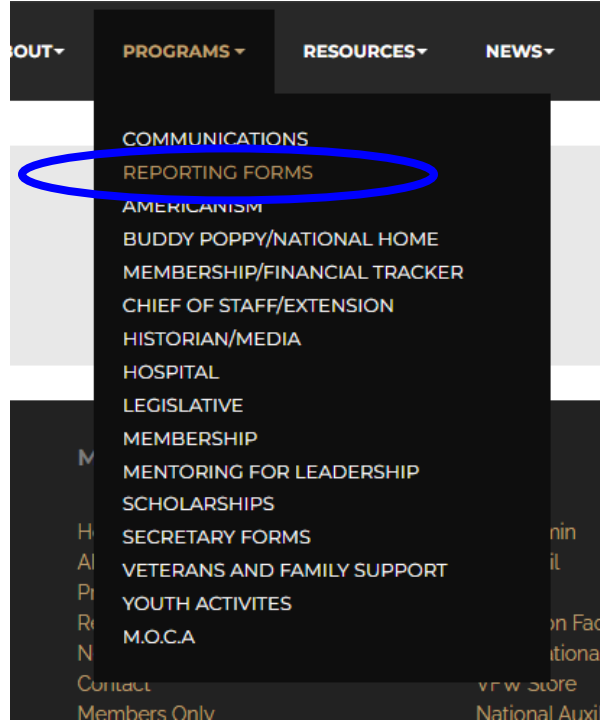 BOUT PROGRAMS RESOURCES NEWS
COMMUNICATIONS
REPORTING FORMS
AMERICANISM
BUDDY POPPY/NATIONAL HOME
MEMBERSHIP/FINANCIAL TRACKER
CHIEF OF STAFF/EXTENSION
HISTORIAN/MEDIA
HOSPITAL
LEGISLATIVE
MEMBERSHIP
MENTORING FOR LEADERSHIP
SCHOLARSHIPS
SECRETARY FORMS
VETERANS AND FAMILY SUPPORT
YOUTH ACTIVITES
M.O.C.A
Contact VFW Store
Members Only National